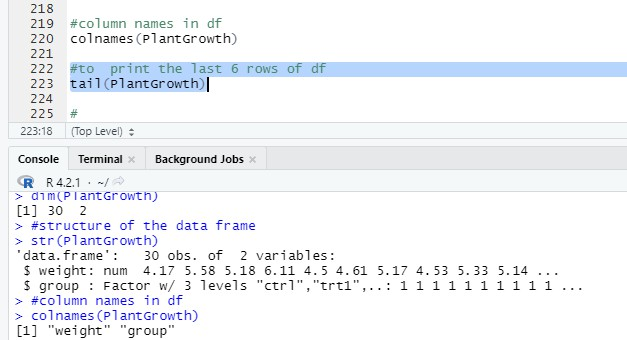 218
219 #column names in df
220 colnames(PlantGrowth)
221
222 #to  print the last 6 rows of df
223 tail(PlantGrowth)
224
225 #
223:18 (Top Level)
Console Terminal × Background Jobs ×
R 4.2.1 · ~/
> dim(PlantGrowth)
[1] 30  2
> #structure of the data frame
> str(PlantGrowth)
'data.frame':   30 obs. of  2 variables:
 $ weight: num  4.17 5.58 5.18 6.11 4.5 4.61 5.17 4.53 5.33 5.14 ...
 $ group : Factor w/ 3 levels "ctrl","trt1",..: 1 1 1 1 1 1 1 1 1 1 ...
> #column names in df
> colnames(PlantGrowth)
[1] "weight" "group"